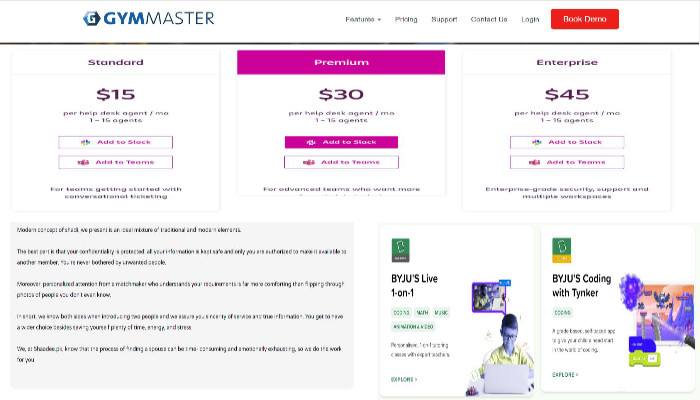 GYMMASTER
Features
Pricing
Support
Contact Us
Login
Book Demo
Standard
$15
per help desk agent / mo
1 – 15 agents
Add to Slack
Add to Teams
For teams getting started with
conversational ticketing
Premium
$30
per help desk agent / mo
1 – 15 agents
Add to Slack
Add to Teams
For advanced teams who want more
Enterprise
$45
per help desk agent / mo
1 – 15 agents
Add to Slack
Add to Teams
Enterprise-grade security, support and
multiple workspaces
Modern concept of shadi, we present an ideal mixture of traditional and modern elements.
The best part is that your confidentiality is protected: all your information is kept safe and only you are authorized to make it available to
another member. You're never bothered by unwanted people.
Moreover, personalized attention from a matchmaker who understands your requirements is far more comforting than flipping through
photos of people you don't even know.
In short, we know both sides when introducing two people and we assure you sincerity of service and true information. You get to have
a wider choice besides saving yourself plenty of time, energy, and stress.
We, at Shaadee.pk, know that the process of finding a spouse can be time- consuming and emotionally exhausting, so we do the work
for you.
BYJU'S Live
1-on-1
CODING MATH MUSIC
ANIMATION & VIDEO
Personalised, 1-on-1 tutoring
classes with expert teachers.
EXPLORE >
BYJU'S Coding
with Tynker
CODING
A grade based, self-paced app
to give your child a head start
in the world of coding.
EXPLORE >